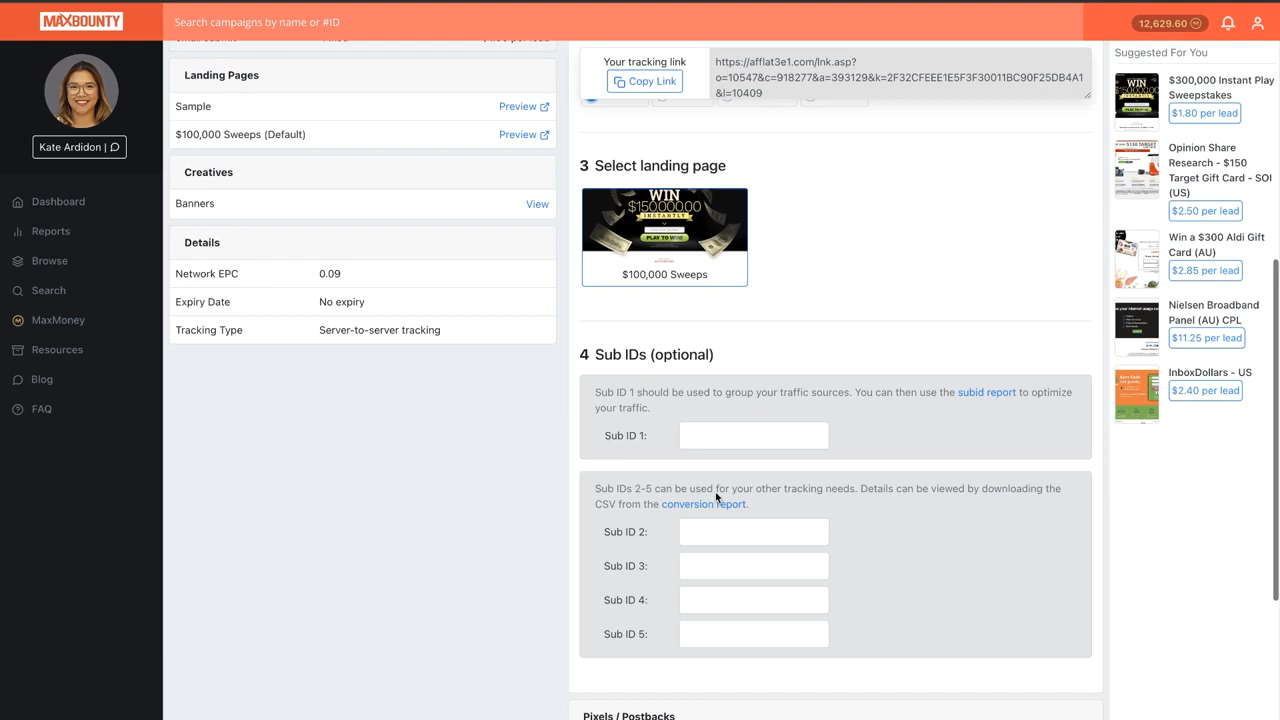 MAXBOUNTY
Search campaigns by name or #ID
12,629.60
Kate Ardidon |
Dashboard
Reports
Browse
Search
MaxMoney
Resources
Blog
FAQ
Landing Pages
Sample
Preview
$100,000 Sweeps (Default)
Preview
Creatives
Banners
View
Details
Network EPC
0.09
Expiry Date
No expiry
Tracking Type
Server-to-server tracking
Your tracking link
Copy Link
https://afflat3e1.com/lnk.asp?
o=10547&c=918277&a=393129&k=2F32CFEEE1E5F3F30011BC90F25DB4A1
&l=10409
3 Select landing page
WIN
$150,000.00
INSTANTLY
PLAY TO WIN!
$100,000 Sweeps
4 Sub IDs (optional)
Sub ID 1 should be used to group your traffic sources. You can then use the subid report to optimize
your traffic.
Sub ID 1:
Sub IDs 2-5 can be used for your other tracking needs. Details can be viewed by downloading the
CSV from the conversion report.
Sub ID 2:
Sub ID 3:
Sub ID 4:
Sub ID 5:
Pixels / Postbacks
Suggested For You
WIN
$300,000 Instant Play
Sweepstakes
$1.80 per lead
Opinion Share
Research - $150
Target Gift Card - SOI
(US)
$2.50 per lead
Win a $300 Aldi Gift
Card (AU)
$2.85 per lead
Nielsen Broadband
Panel (AU) CPL
$11.25 per lead
InboxDollars - US
$2.40 per lead